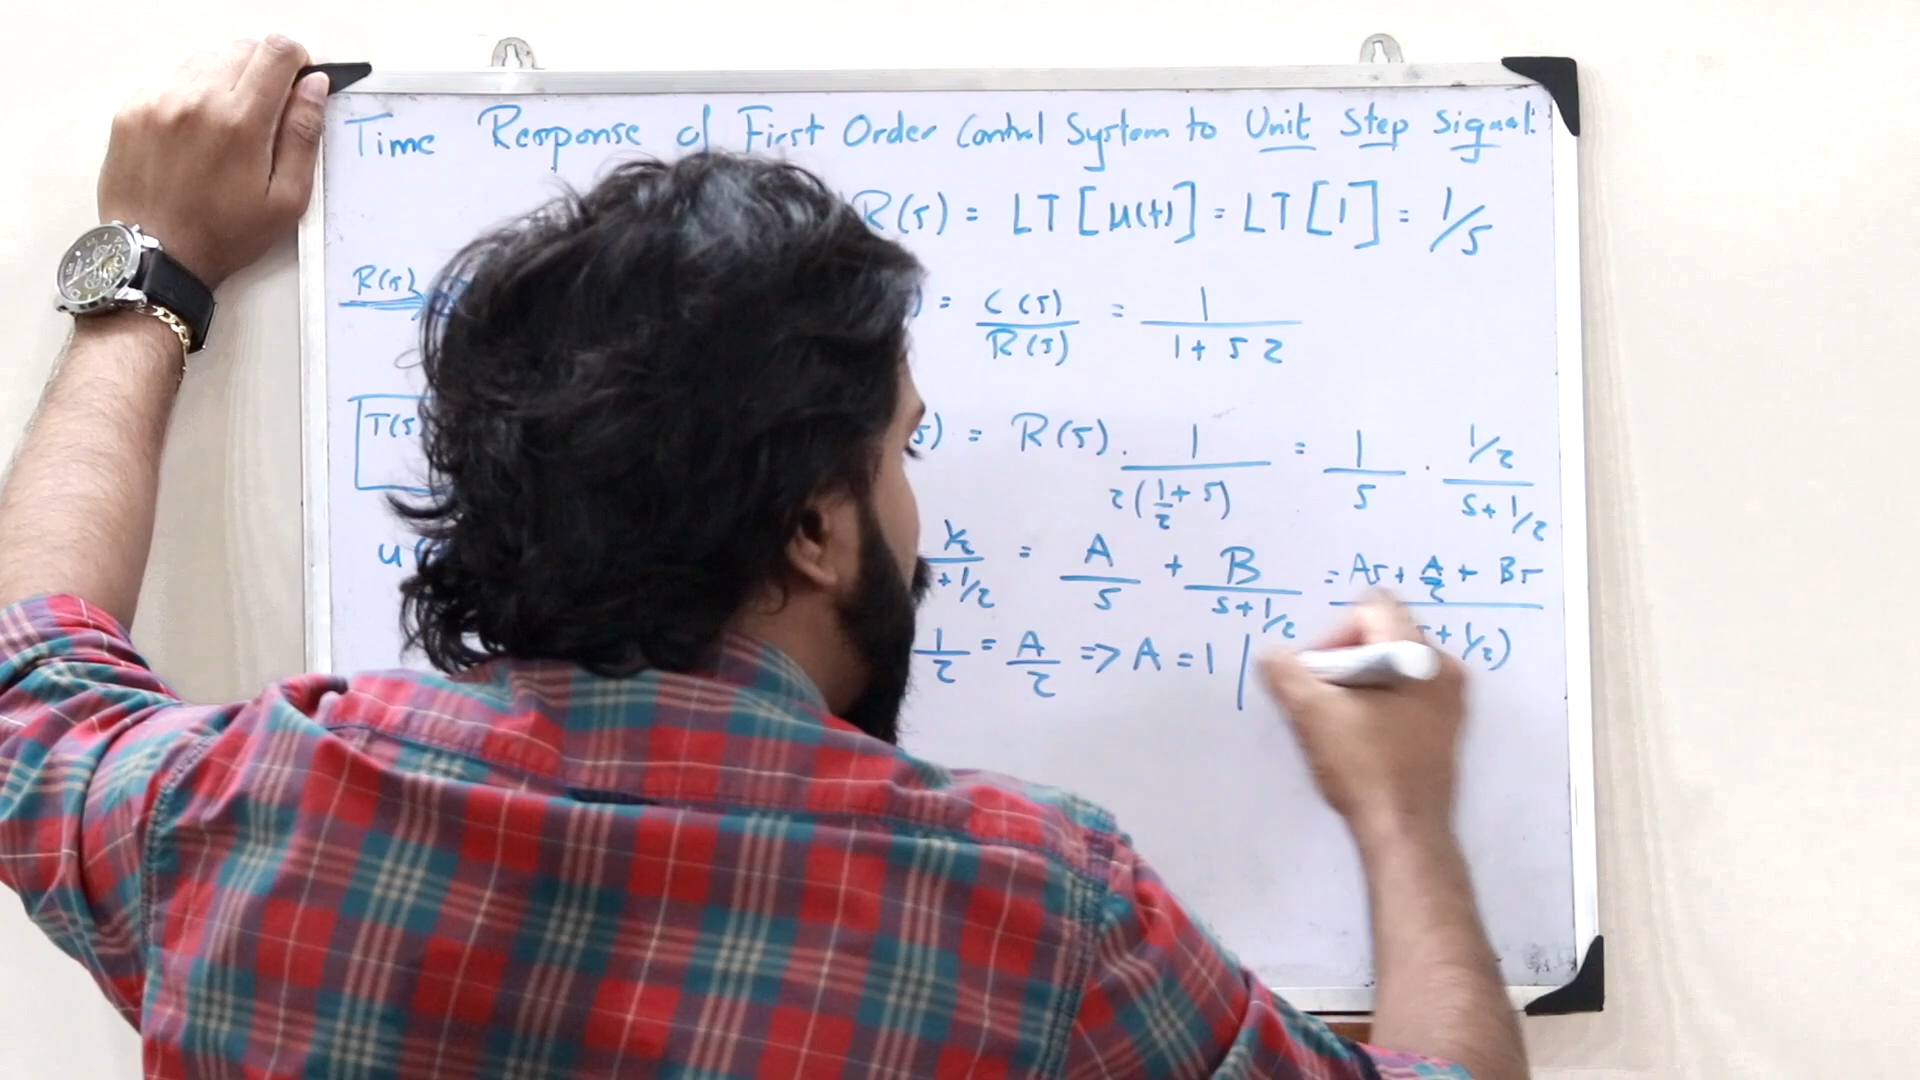 Time Response of First Order Control System to Unit Step Signal:
R(s) = LT [u(t)] = LT [1] = 1/s
R(s) = C(s)/R(s) = 1/(1 + sτ)
T(s) (s) = R(s) . 1/(τ(1/τ + s)) = 1/s . (1/τ)/(s + 1/τ)
u( (1/τ)/(+ 1/τ) = A/s + B/(s + 1/τ) = (As + A/τ + Bs)/(s + 1/τ)
1/τ = A/τ => A = 1 |